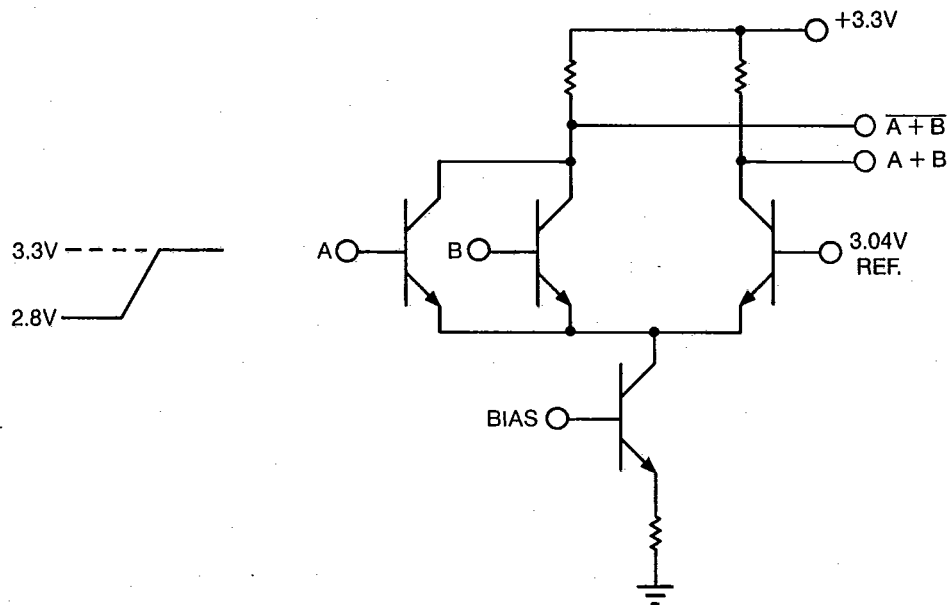 +3.3V
A + B
A + B
3.3V
A
B
3.04V
REF.
2.8V
BIAS